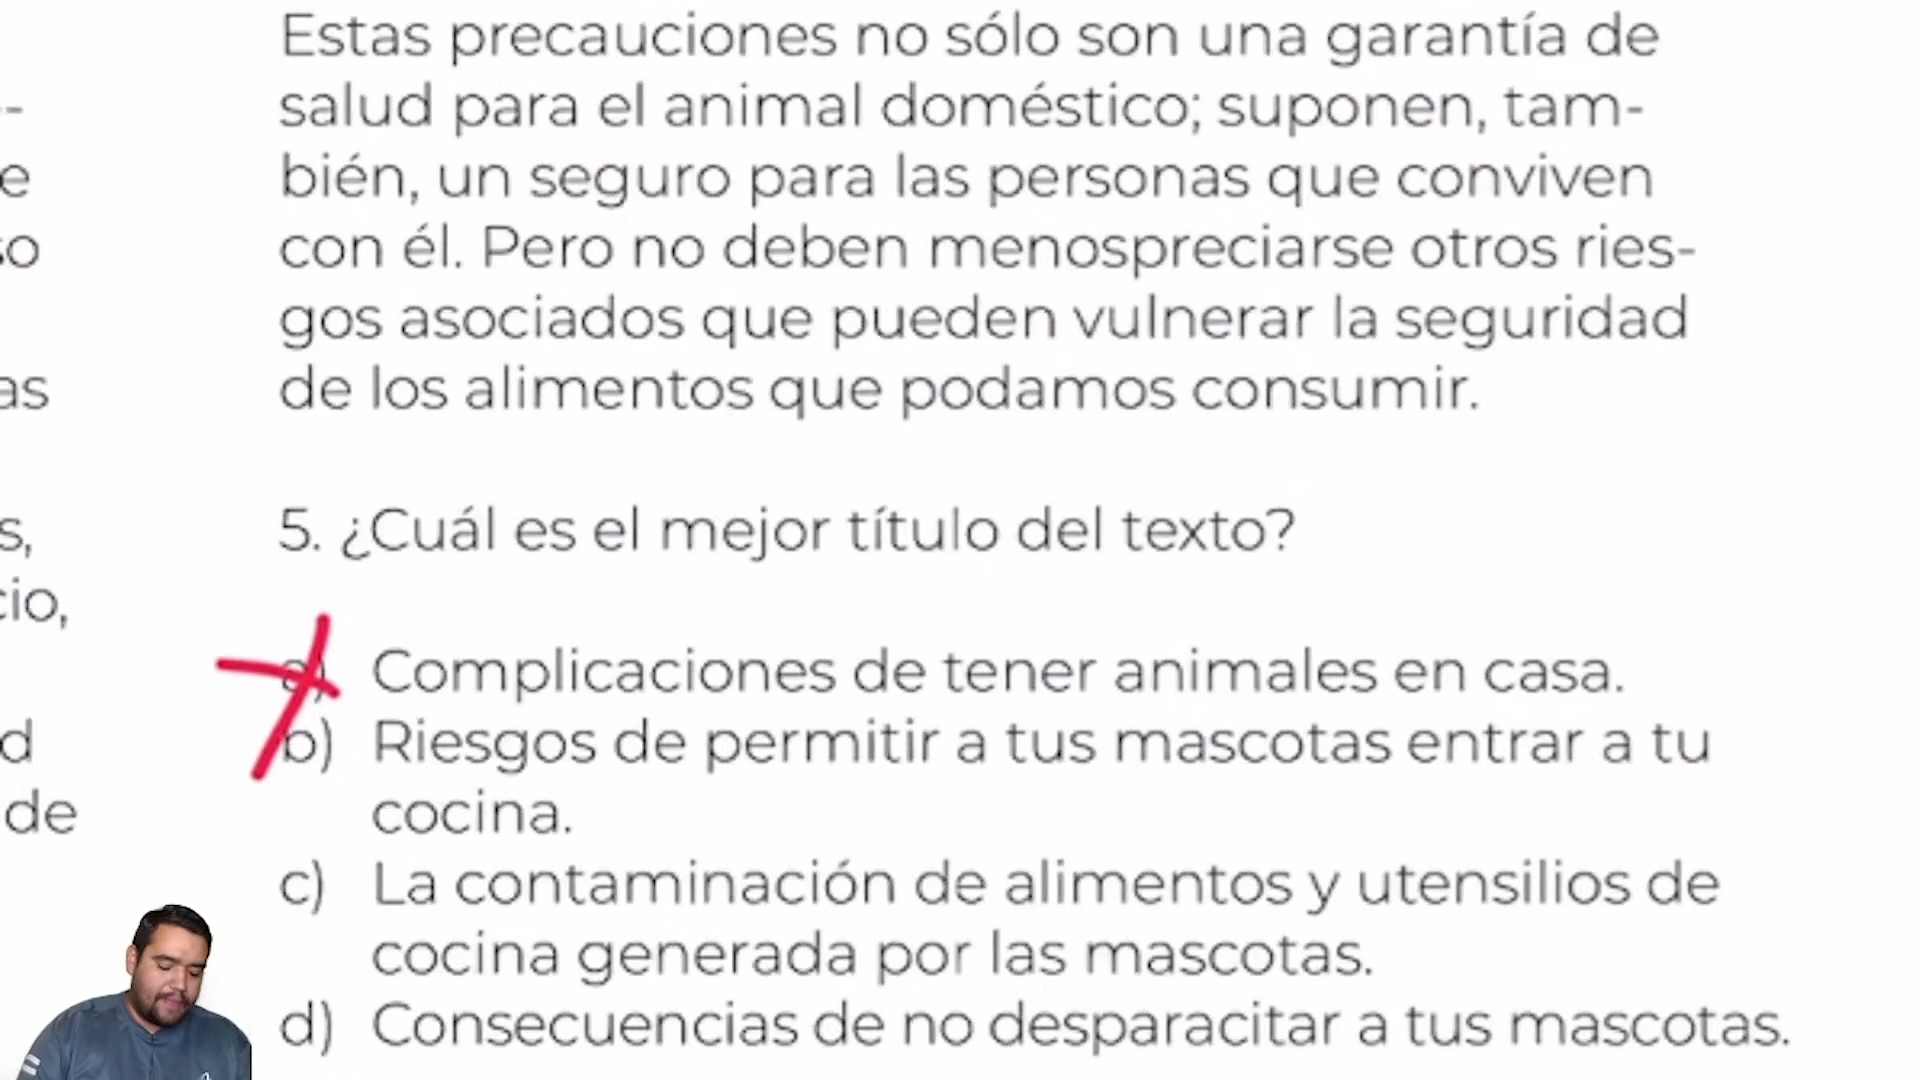 Estas precauciones no sólo son una garantía de
salud para el animal doméstico; suponen, tam-
bién, un seguro para las personas que conviven
con él. Pero no deben menospreciarse otros ries-
gos asociados que pueden vulnerar la seguridad
de los alimentos que podamos consumir.
5. ¿Cuál es el mejor título del texto?
a) Complicaciones de tener animales en casa.
b) Riesgos de permitir a tus mascotas entrar a tu
cocina.
c) La contaminación de alimentos y utensilios de
cocina generada por las mascotas.
d) Consecuencias de no desparacitar a tus mascotas.